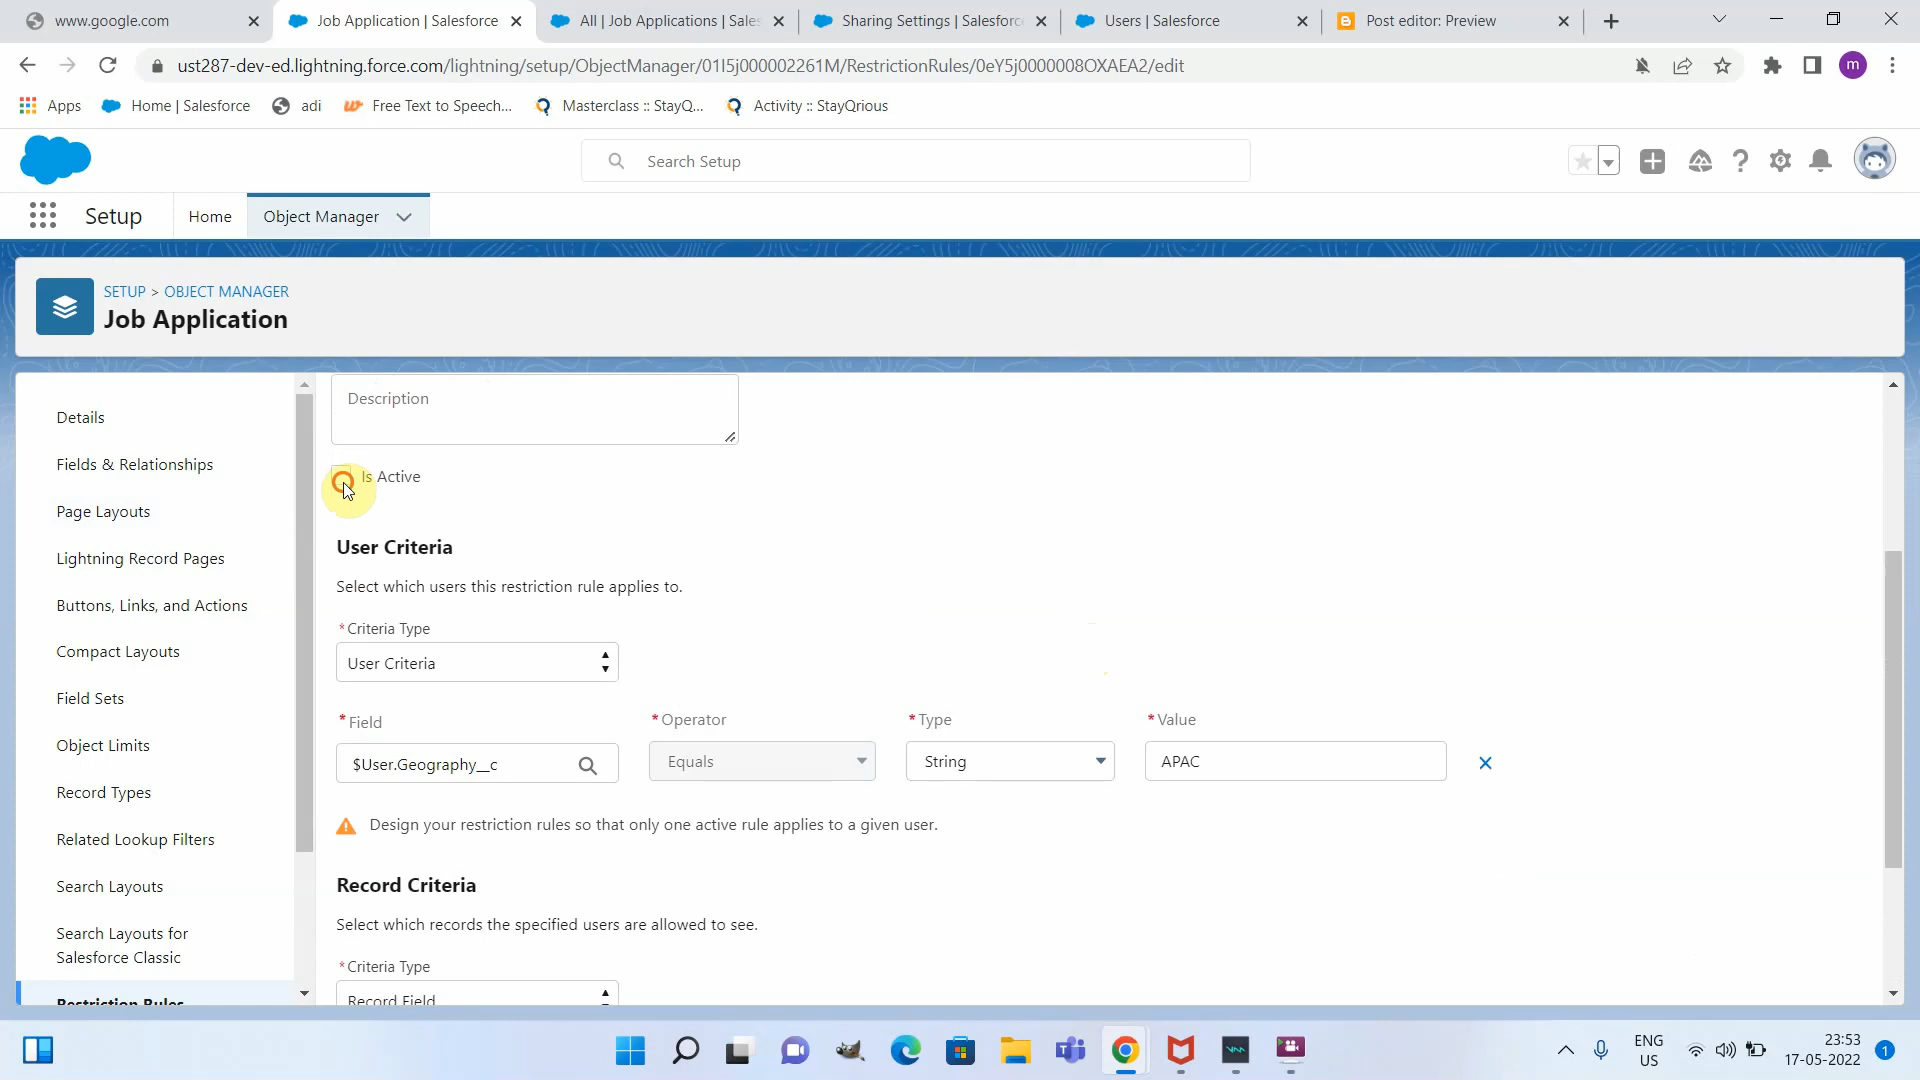 www.google.com
Job Application | Salesforce
All | Job Applications | Sales
Sharing Settings | Salesforc
Users | Salesforce
Post editor: Preview
ust287-dev-ed.lightning.force.com/lightning/setup/ObjectManager/01I5j000002261M/RestrictionRules/0eY5j0000008OXAEA2/edit
m
Apps
Home | Salesforce
adi
Free Text to Speech...
Masterclass :: StayQ...
Activity :: StayQrious
Search Setup
Setup
Home
Object Manager
SETUP > OBJECT MANAGER
Job Application
Details
Fields & Relationships
Page Layouts
Lightning Record Pages
Buttons, Links, and Actions
Compact Layouts
Field Sets
Object Limits
Record Types
Related Lookup Filters
Search Layouts
Search Layouts for
Salesforce Classic
Restriction Rules
Description
Is Active
User Criteria
Select which users this restriction rule applies to.
*Criteria Type
User Criteria
*Field
*Operator
*Type
*Value
$User.Geography__c
Equals
String
APAC
Design your restriction rules so that only one active rule applies to a given user.
Record Criteria
Select which records the specified users are allowed to see.
*Criteria Type
Record Field
ENG
US
23:53
17-05-2022
1